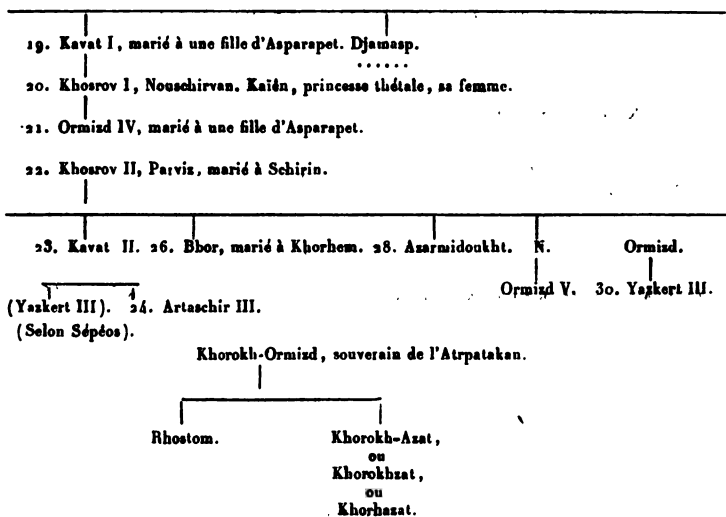 19. Kavat I, marié à une fille d'Asparapet. Djamasp.
20. Khosrov I, Nouschirvan. Kaïén, princesse thétale, sa femme.
21. Ormizd IV, marié à une fille d'Asparapet.
22. Khosrov II, Parviz, marié à Schirin.
23. Kavat II. 26. Bbor, marié à Khorhem. 28. Azarmidoukht. N. Ormizd.
Ormizd V. 30. Yazkert III.
(Yazkert III). 24. Artaschir III.
(Selon Sépéos).
Khorokh-Ormizd, souverain de l'Atrpatakan.
Rhostom. Khorokh-Azat,
ou
Khorokhzat,
ou
Khorhazat.